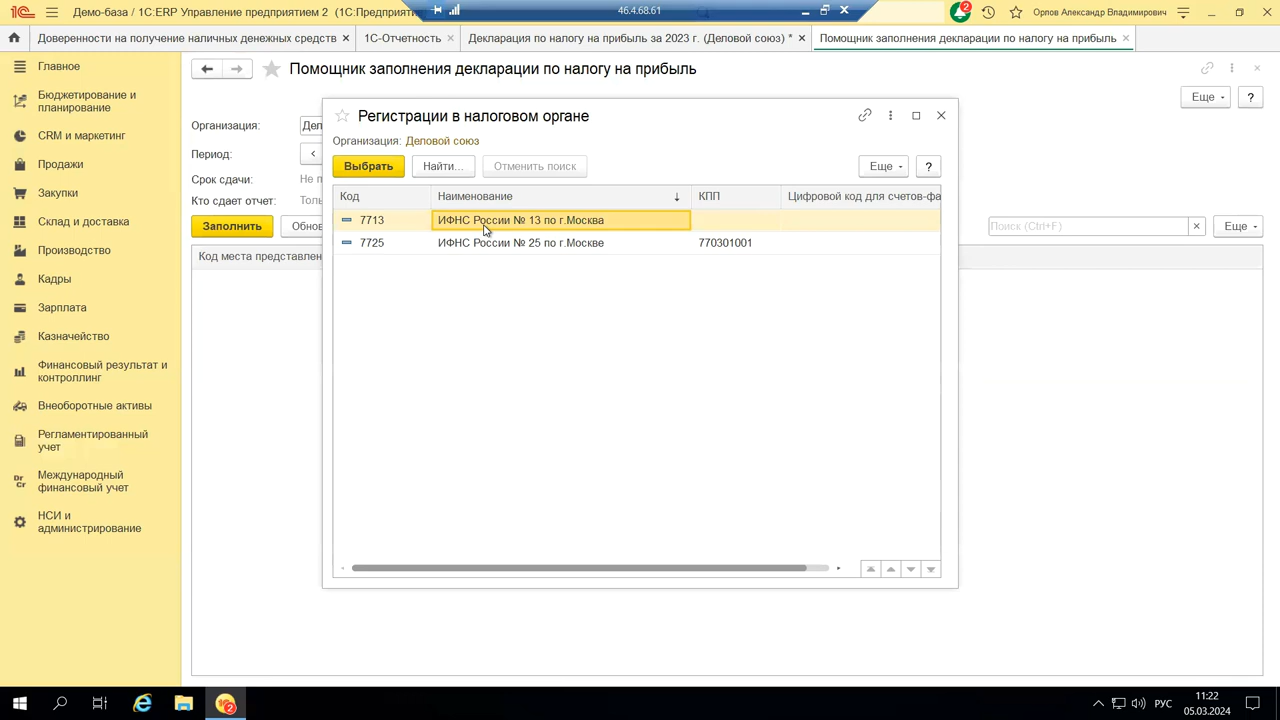 Демо-база / 1С:ERP Управление предприятием 2 (1С:Предприяти
46.4.68.61
2
Орлов Александр Владимирович
Доверенности на получение наличных денежных средств
1С-Отчетность
Декларация по налогу на прибыль за 2023 г. (Деловой союз) *
Помощник заполнения декларации по налогу на прибыль
Главное
Бюджетирование и
планирование
CRM и маркетинг
Продажи
Закупки
Склад и доставка
Производство
Кадры
Зарплата
Казначейство
Финансовый результат и
контроллинг
Внеоборотные активы
Регламентированный
учет
Международный
финансовый учет
НСИ и
администрирование
Помощник заполнения декларации по налогу на прибыль
Еще
?
Организация:
Дел
Период:
Срок сдачи:
Не п
Кто сдает отчет:
Толь
Заполнить
Обнов
Поиск (Ctrl+F)
Еще
Код места представлен
Регистрации в налоговом органе
Организация: Деловой союз
Выбрать
Найти...
Отменить поиск
Еще
?
Код
Наименование
КПП
Цифровой код для счетов-фа
7713
ИФНС России № 13 по г.Москва
7725
ИФНС России № 25 по г.Москве
770301001
2
РУС
11:22
05.03.2024